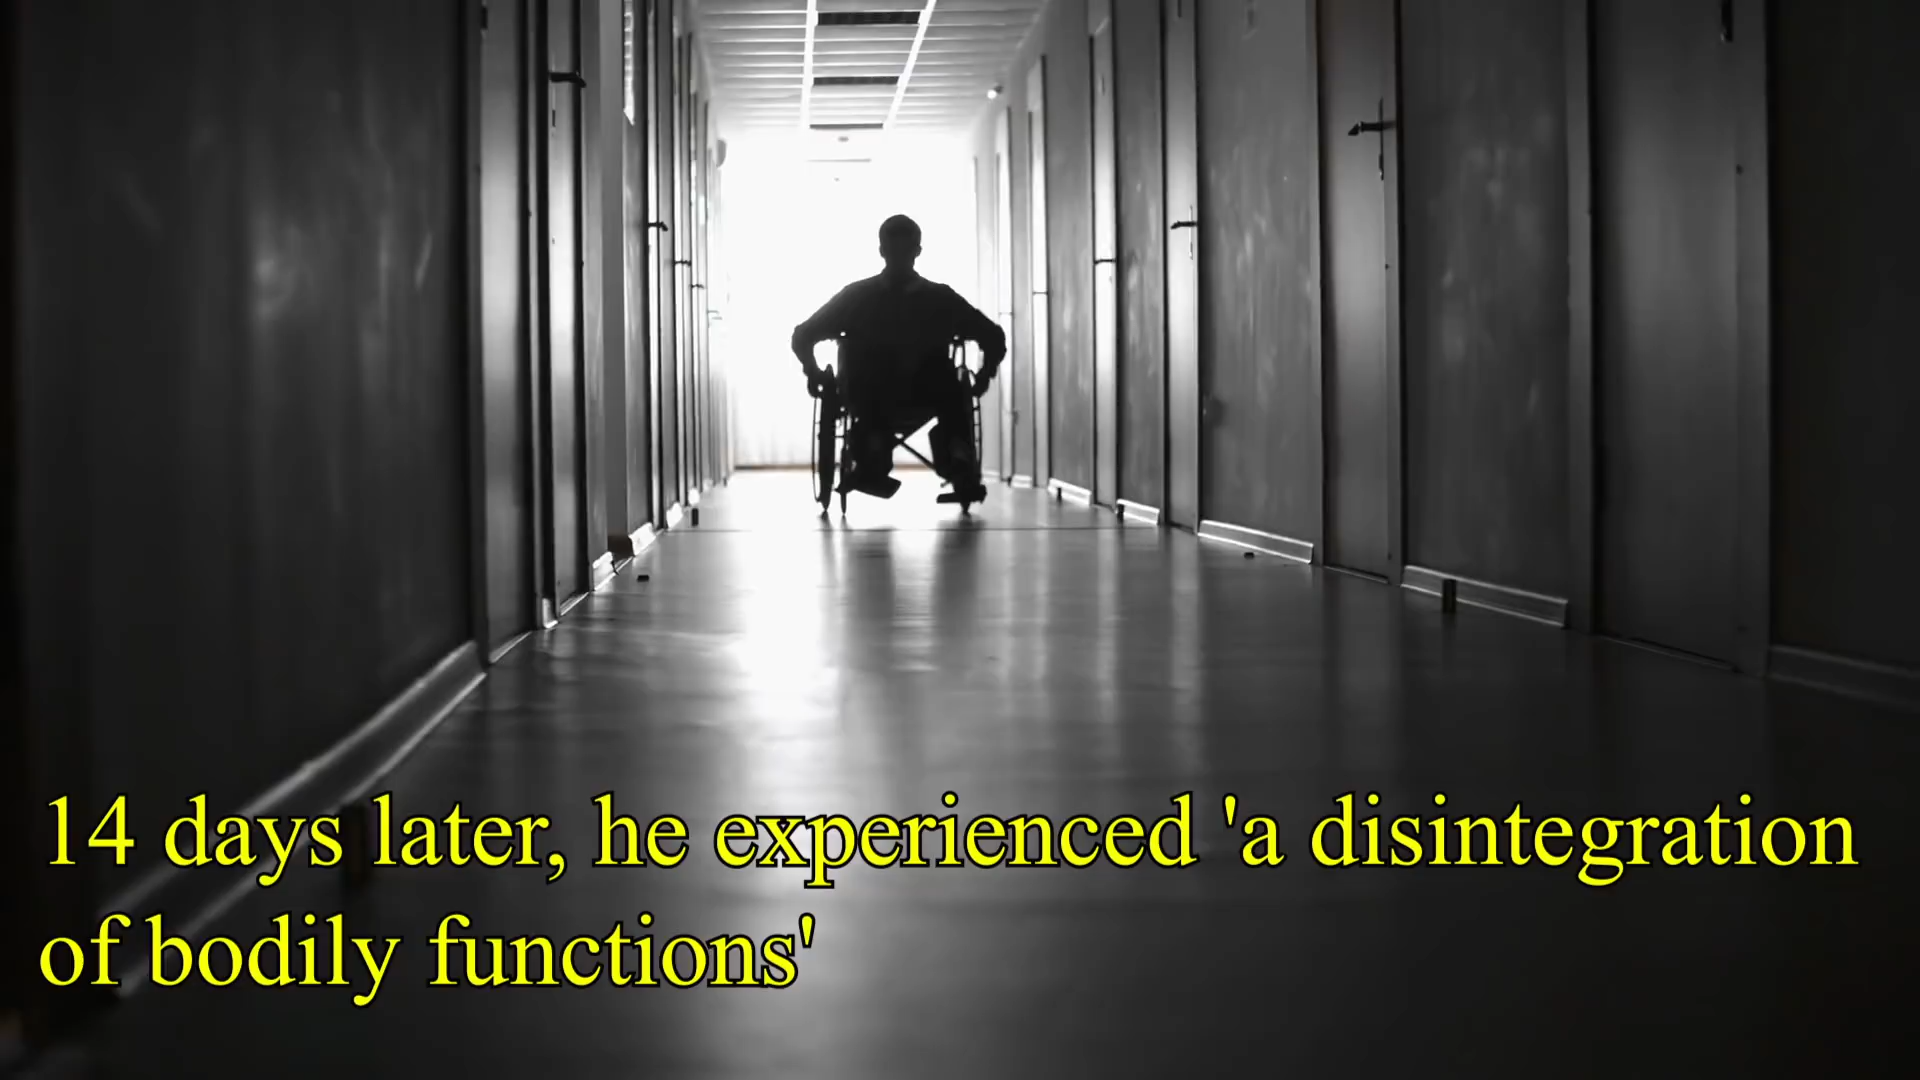 14 days later, he experienced 'a disintegration
of bodily functions'